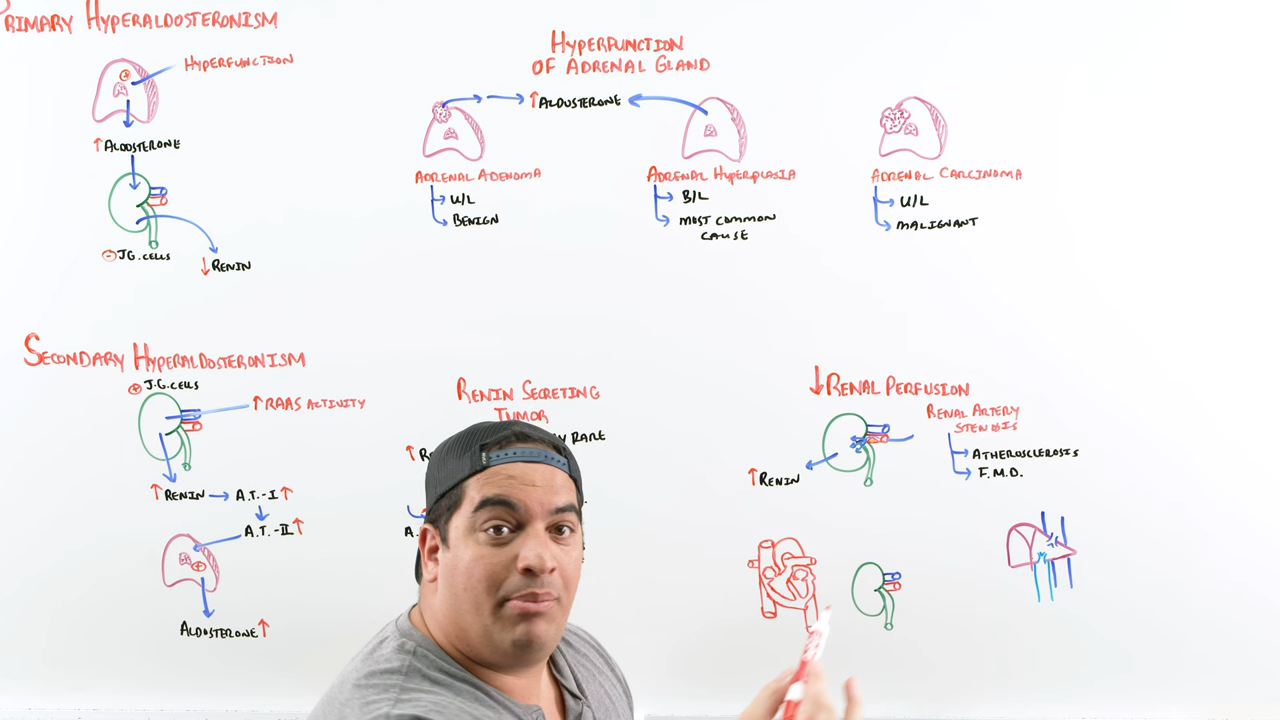 PRIMARY HYPERALDOSTERONISM
HYPERFUNCTION
↑ALDOSTERONE
⊖ JG.CELLS
↓RENIN
HYPERFUNCTION
OF ADRENAL GLAND
↑ALDOSTERONE
ADRENAL ADENOMA
U/L
BENIGN
ADRENAL HYPERPLASIA
B/L
MOST COMMON
CAUSE
ADRENAL CARCINOMA
U/L
MALIGNANT
SECONDARY HYPERALDOSTERONISM
⊕ J.G.CELLS
↑RAAS ACTIVITY
↑RENIN → A.T.-I↑
A.T.-II↑
ALDOSTERONE↑
RENIN SECRETING
TUMOR
RARE
↓RENAL PERFUSION
RENAL ARTERY
STENOSIS
ATHEROSCLEROSIS
F.M.D.
↑RENIN